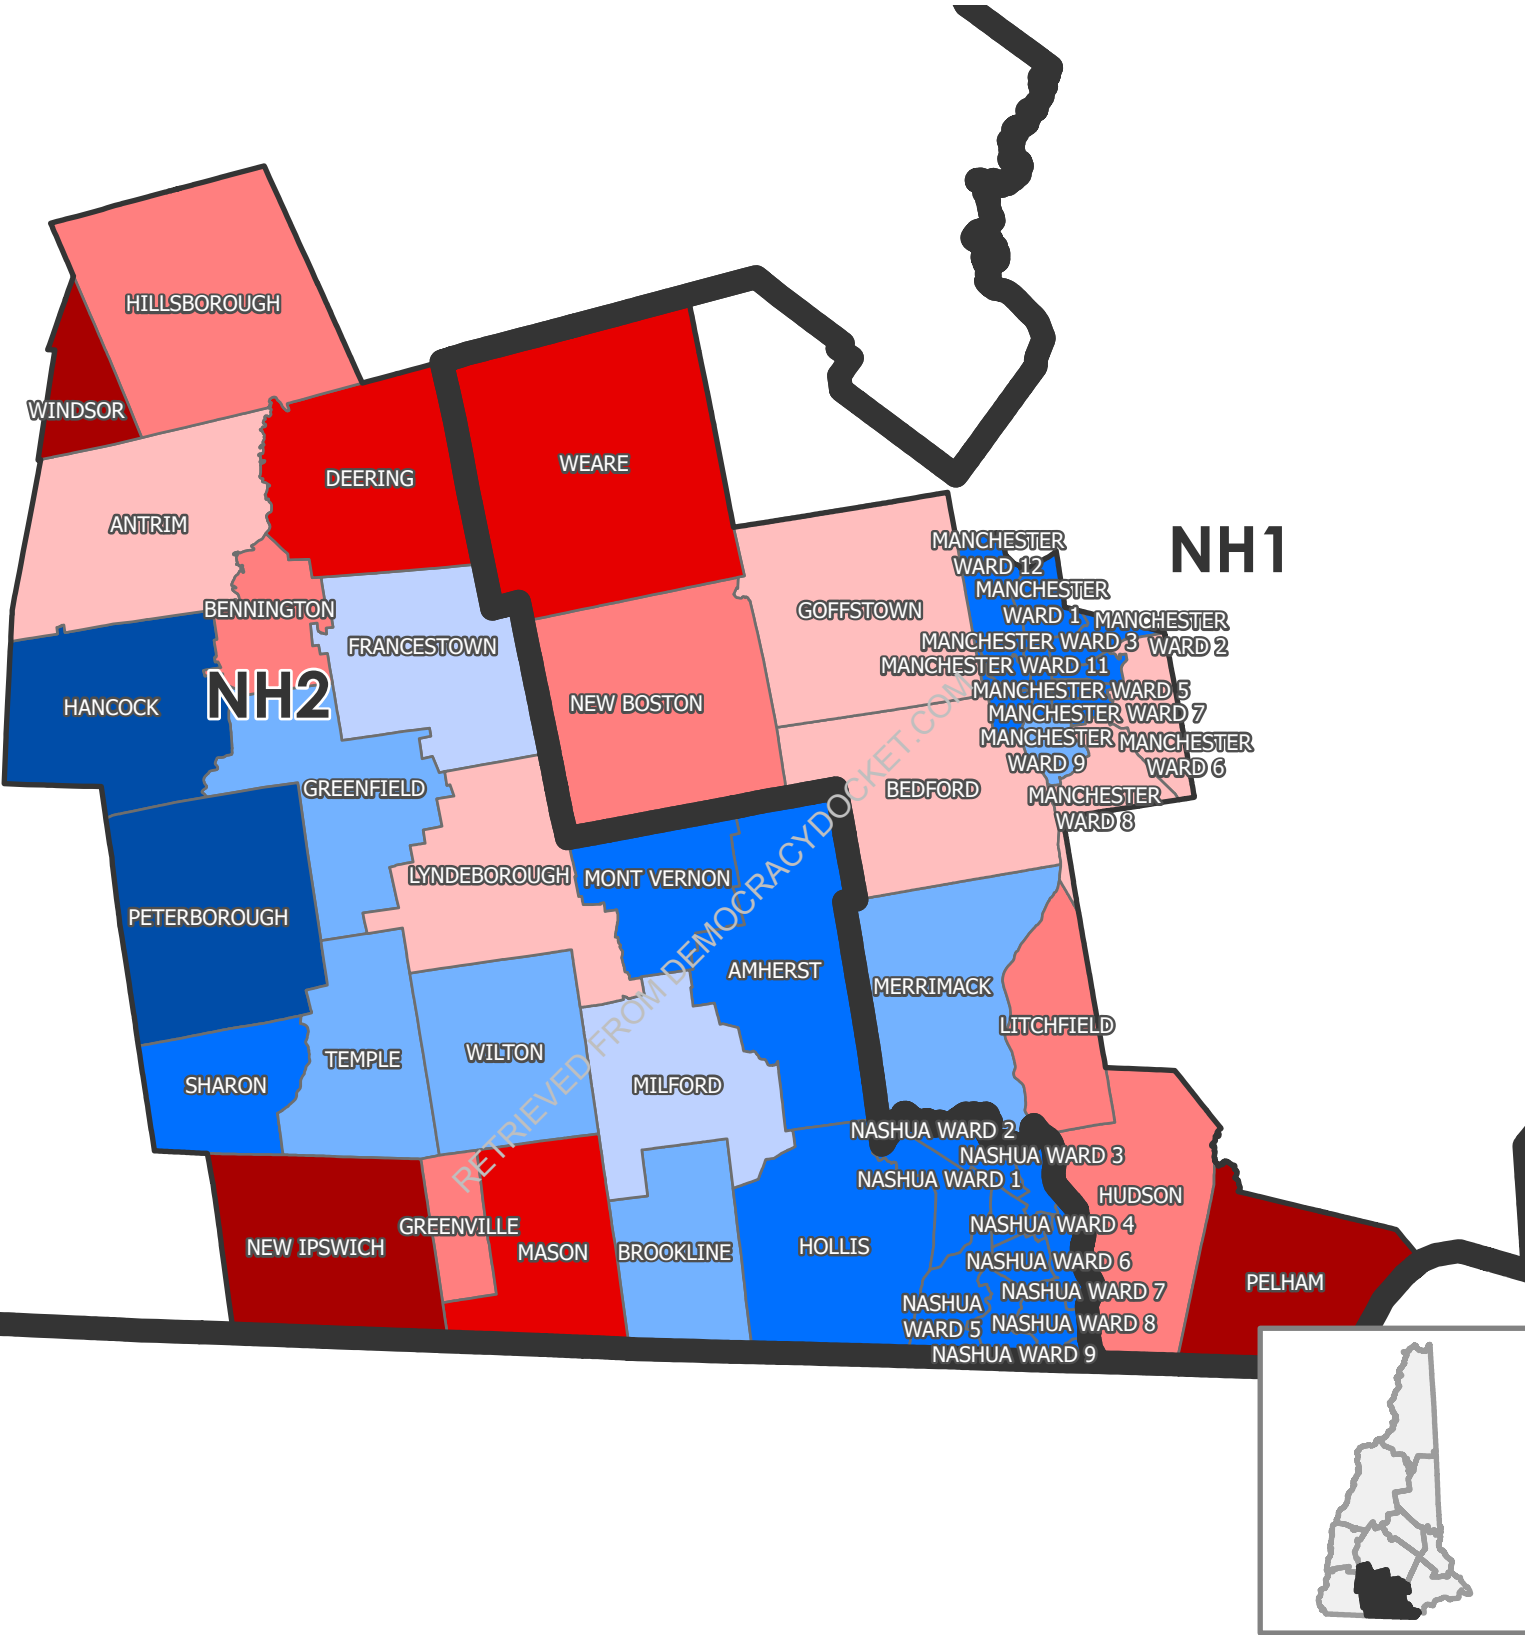 HILLSBOROUGH
WINDSOR
DEERING
WEARE
ANTRIM
MANCHESTER
WARD 12
NH1
MANCHESTER
WARD 1
BENNINGTON
GOFFSTOWN
MANCHESTER
WARD 2
FRANCESTOWN
MANCHESTER WARD 3
MANCHESTER WARD 11
HANCOCK
NH2
NEW BOSTON
MANCHESTER WARD 5
MANCHESTER WARD 7
MANCHESTER
WARD 9
MANCHESTER
WARD 6
GREENFIELD
BEDFORD
MANCHESTER
WARD 8
LYNDEBOROUGH
MONT VERNON
PETERBOROUGH
AMHERST
MERRIMACK
LITCHFIELD
RETRIEVED FROM DEMOCRACYDOCKET.COM
TEMPLE
WILTON
SHARON
MILFORD
NASHUA WARD 2
NASHUA WARD 3
NASHUA WARD 1
HUDSON
GREENVILLE
NASHUA WARD 4
NEW IPSWICH
MASON
BROOKLINE
HOLLIS
NASHUA WARD 6
PELHAM
NASHUA WARD 7
NASHUA
WARD 5
NASHUA WARD 8
NASHUA WARD 9